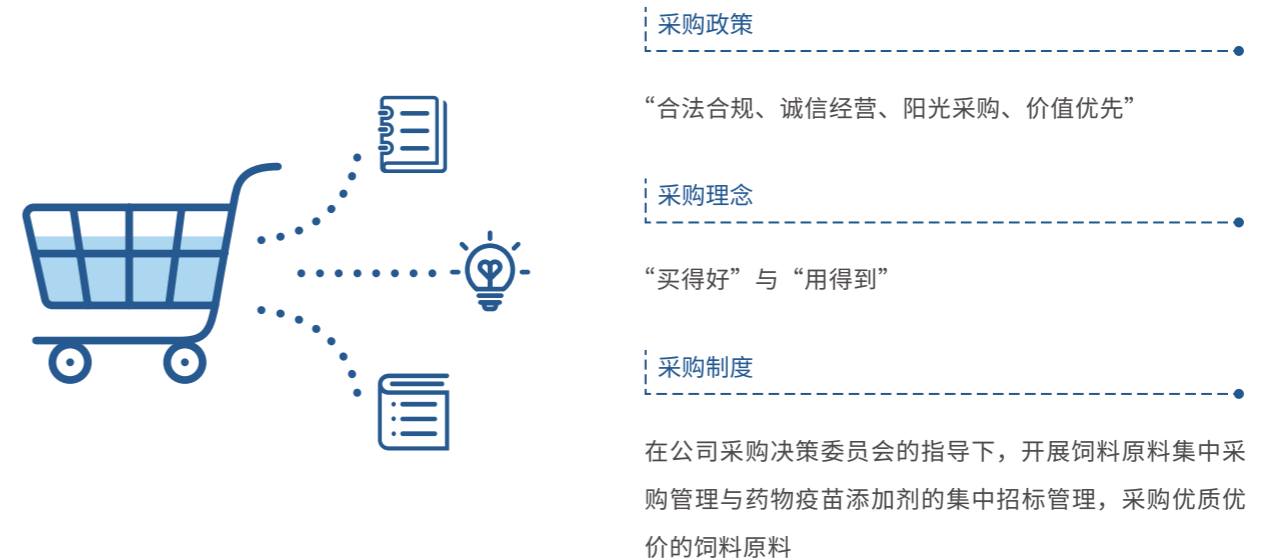 采购政策
“合法合规、诚信经营、阳光采购、价值优先”
采购理念
“买得好”与“用得到”
采购制度
在公司采购决策委员会的指导下，开展饲料原料集中采
购管理与药物疫苗添加剂的集中招标管理，采购优质优
价的饲料原料